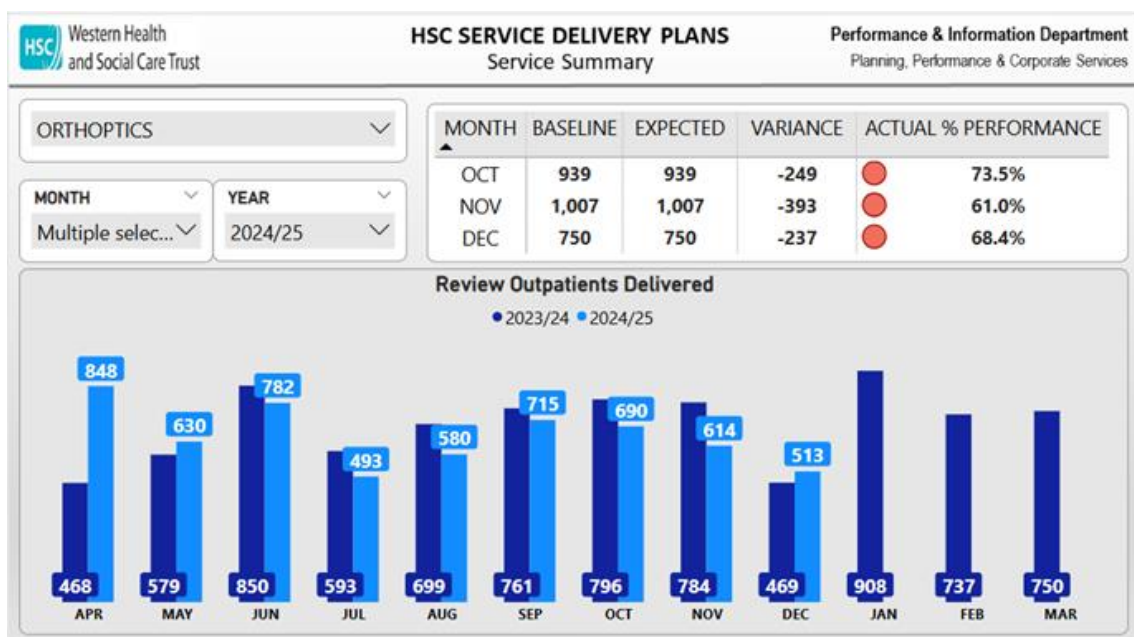 HSC
Western Health
and Social Care Trust
HSC SERVICE DELIVERY PLANS
Service Summary
Performance & Information Department
Planning, Performance & Corporate Services
ORTHOPTICS
MONTH
Multiple selec...
YEAR
2024/25
MONTH BASELINE EXPECTED VARIANCE ACTUAL % PERFORMANCE
OCT 939 939 -249 73.5%
NOV 1,007 1,007 -393 61.0%
DEC 750 750 -237 68.4%
Review Outpatients Delivered
2023/24 2024/25
848 630 782 493 580 715 690 614 513
468 579 850 593 699 761 796 784 469 908 737 750
APR MAY JUN JUL AUG SEP OCT NOV DEC JAN FEB MAR